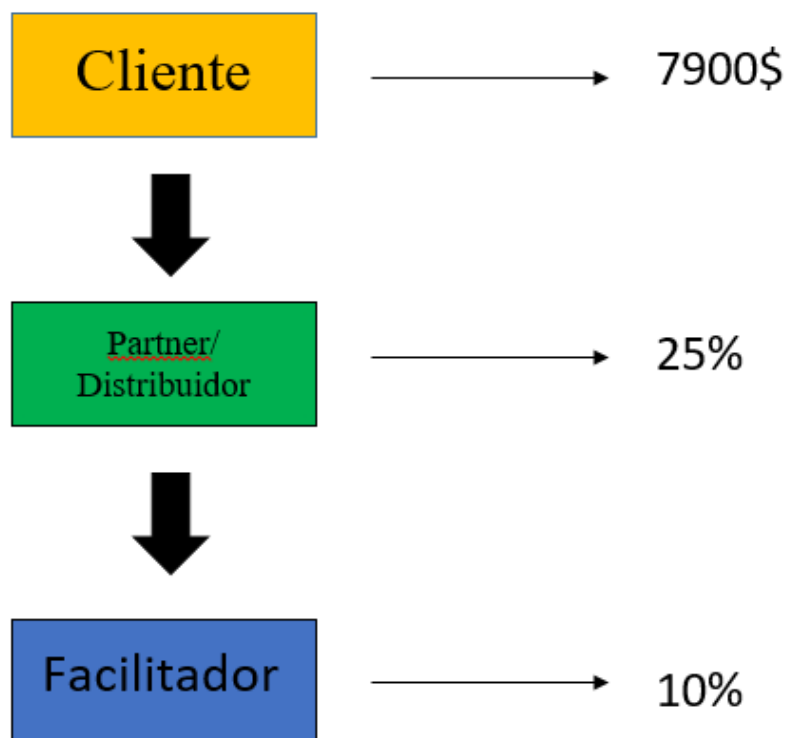 Cliente
7900$
Partner/
Distribuidor
25%
Facilitador
10%